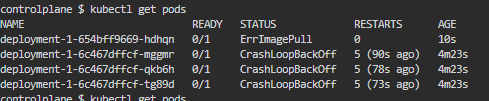 controlplane ~ kubectl get pods
NAME READY STATUS RESTARTS AGE
deployment-1-654bff9669-hdhqn 0/1 ErrImagePull 0 10s
deployment-1-6c467dffcf-mggmr 0/1 CrashLoopBackOff 5 (90s ago) 4m23s
deployment-1-6c467dffcf-qkb6h 0/1 CrashLoopBackOff 5 (78s ago) 4m23s
deployment-1-6c467dffcf-tg89d 0/1 CrashLoopBackOff 5 (73s ago) 4m23s
controlplane ~ kubectl get pods